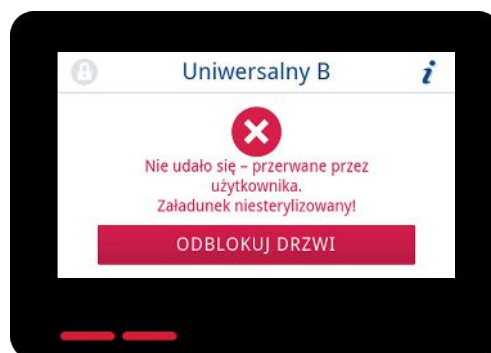 Uniwersalny B
i
Nie udało się – przerwane przez
użytkownika.
Załadunek niesterylizowany!
ODBLOKUJ DRZWI